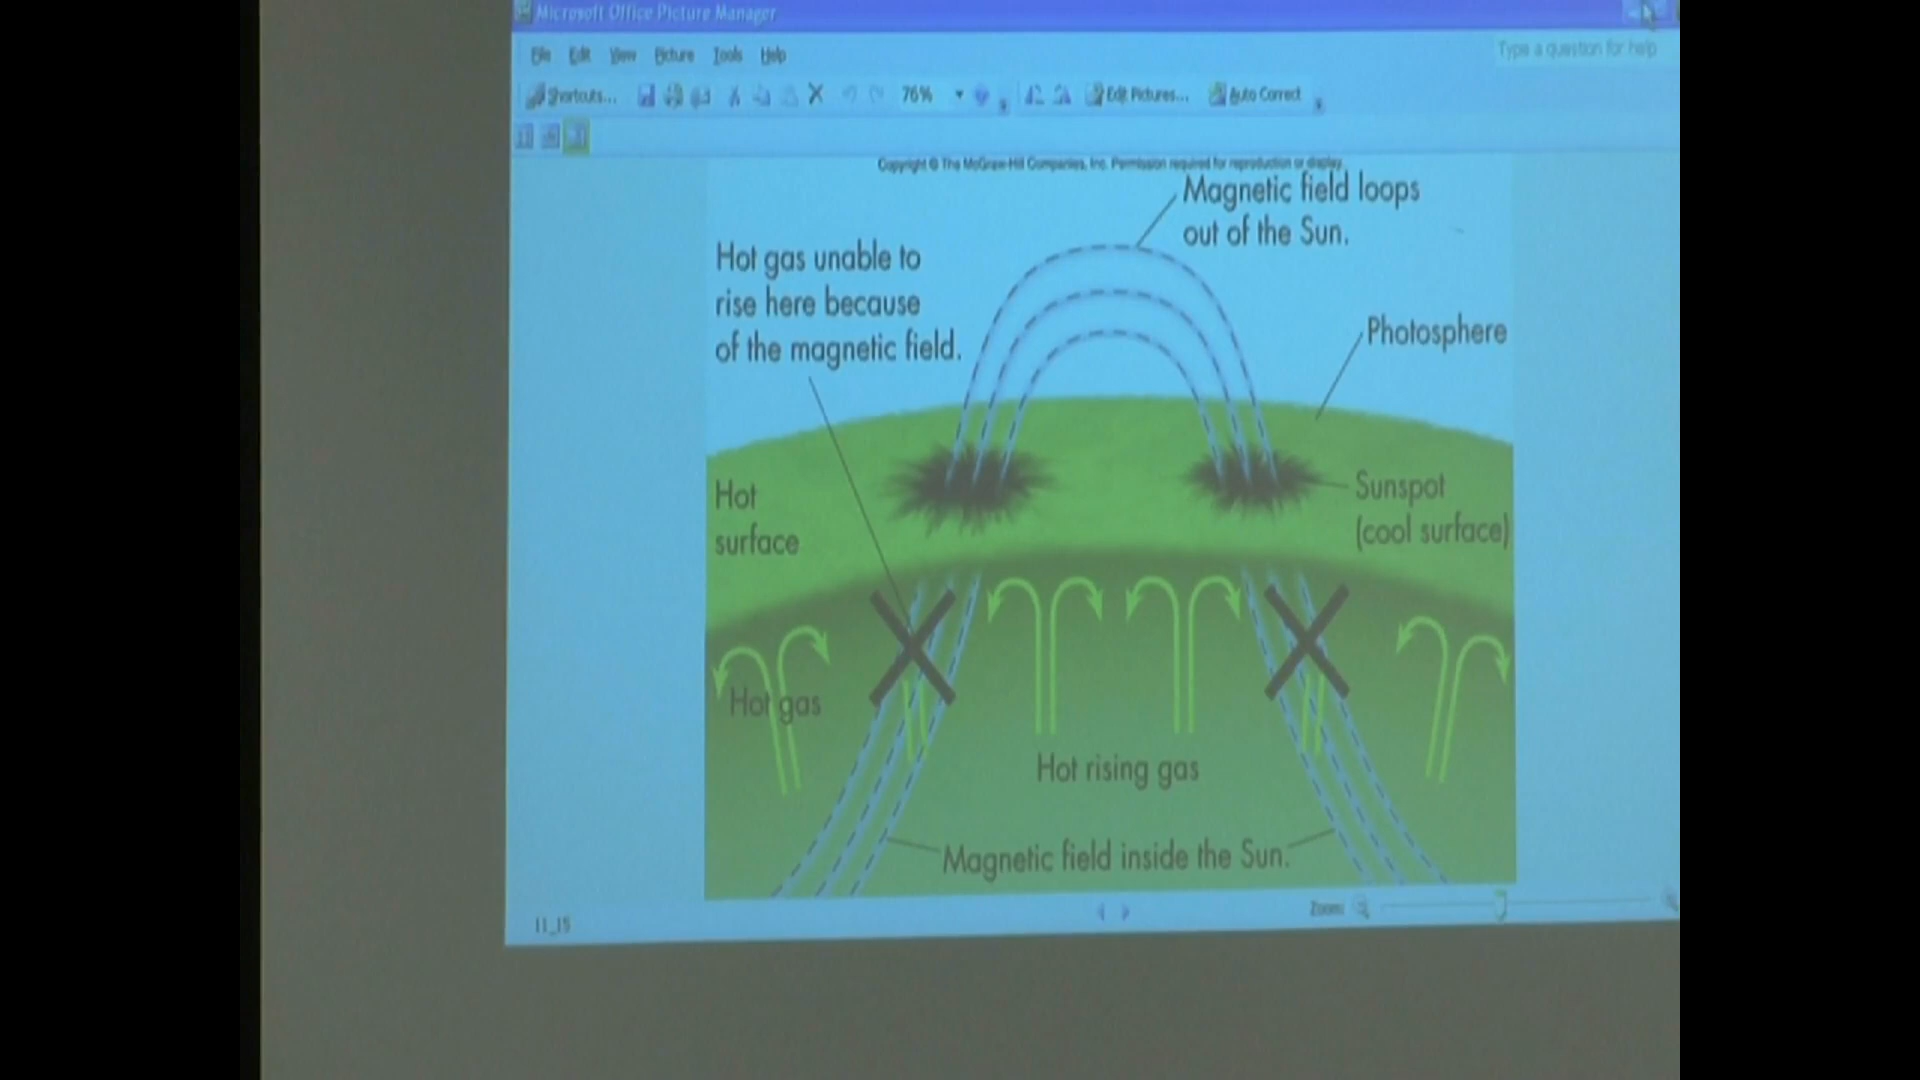 Microsoft Office Picture Manager
File Edit View Picture Tools Help
Type a question for help
Shortcuts... 76% Edit Pictures... Auto Correct
Copyright © The McGraw-Hill Companies, Inc. Permission required for reproduction or display.
Magnetic field loops
out of the Sun.
Hot gas unable to
rise here because
of the magnetic field.
Photosphere
Hot
surface
Sunspot
(cool surface)
Hot gas
Hot rising gas
Magnetic field inside the Sun.
11_15
Zoom: